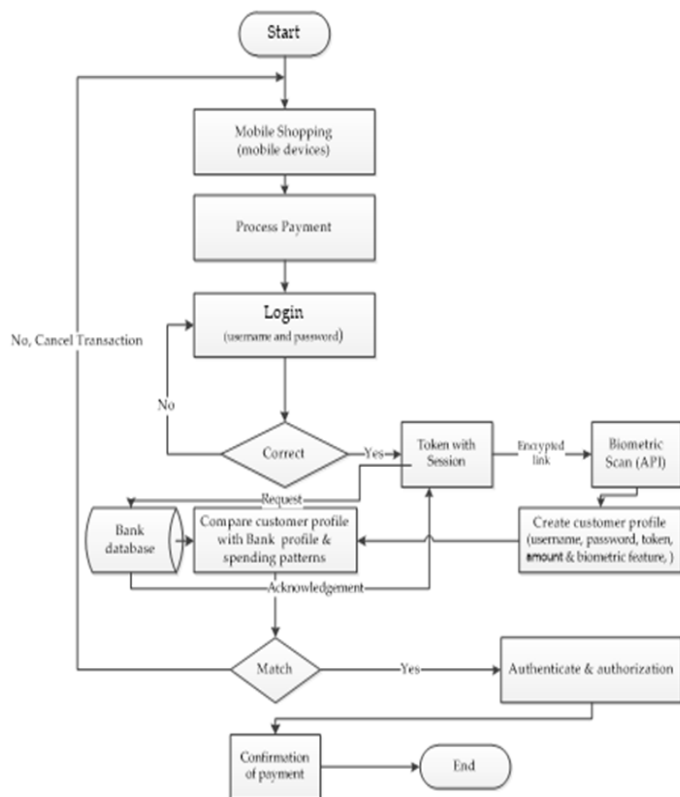 Start
Mobile Shopping
(mobile devices)
Process Payment
Login
(username and password)
No, Cancel Transaction
No
Correct
Yes
Token with
Session
Encrypted
link
Biometric
Scan (API)
Request
Bank
database
Compare customer profile
with Bank profile &
spending patterns
Create customer profile
(username, password, token,
amount & biometric feature, )
Acknowledgement
Match
Yes
Authenticate & authorization
Confirmation
of payment
End